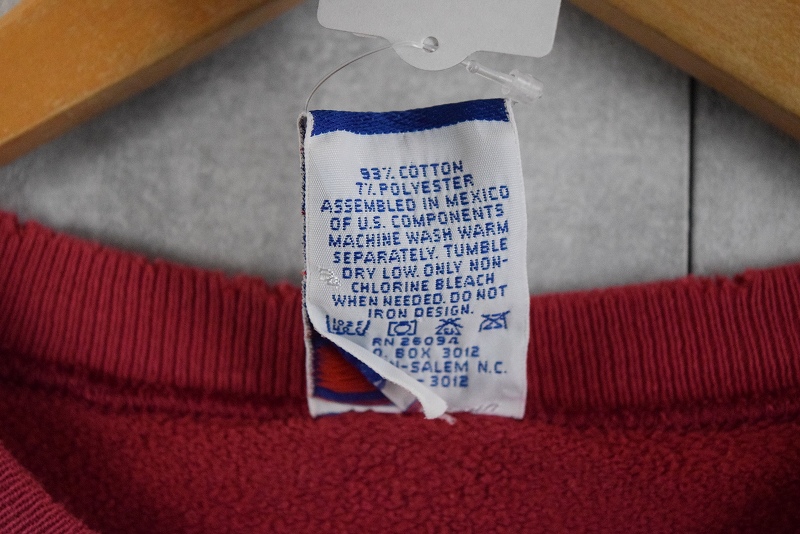 93% COTTON
7% POLYESTER
ASSEMBLED IN MEXICO
OF U.S. COMPONENTS
MACHINE WASH WARM
SEPARATELY. TUMBLE
DRY LOW. ONLY NON-
CHLORINE BLEACH
WHEN NEEDED. DO NOT
IRON DESIGN.
RN 26094
O. BOX 3012
N-SALEM N.C.
- 3012